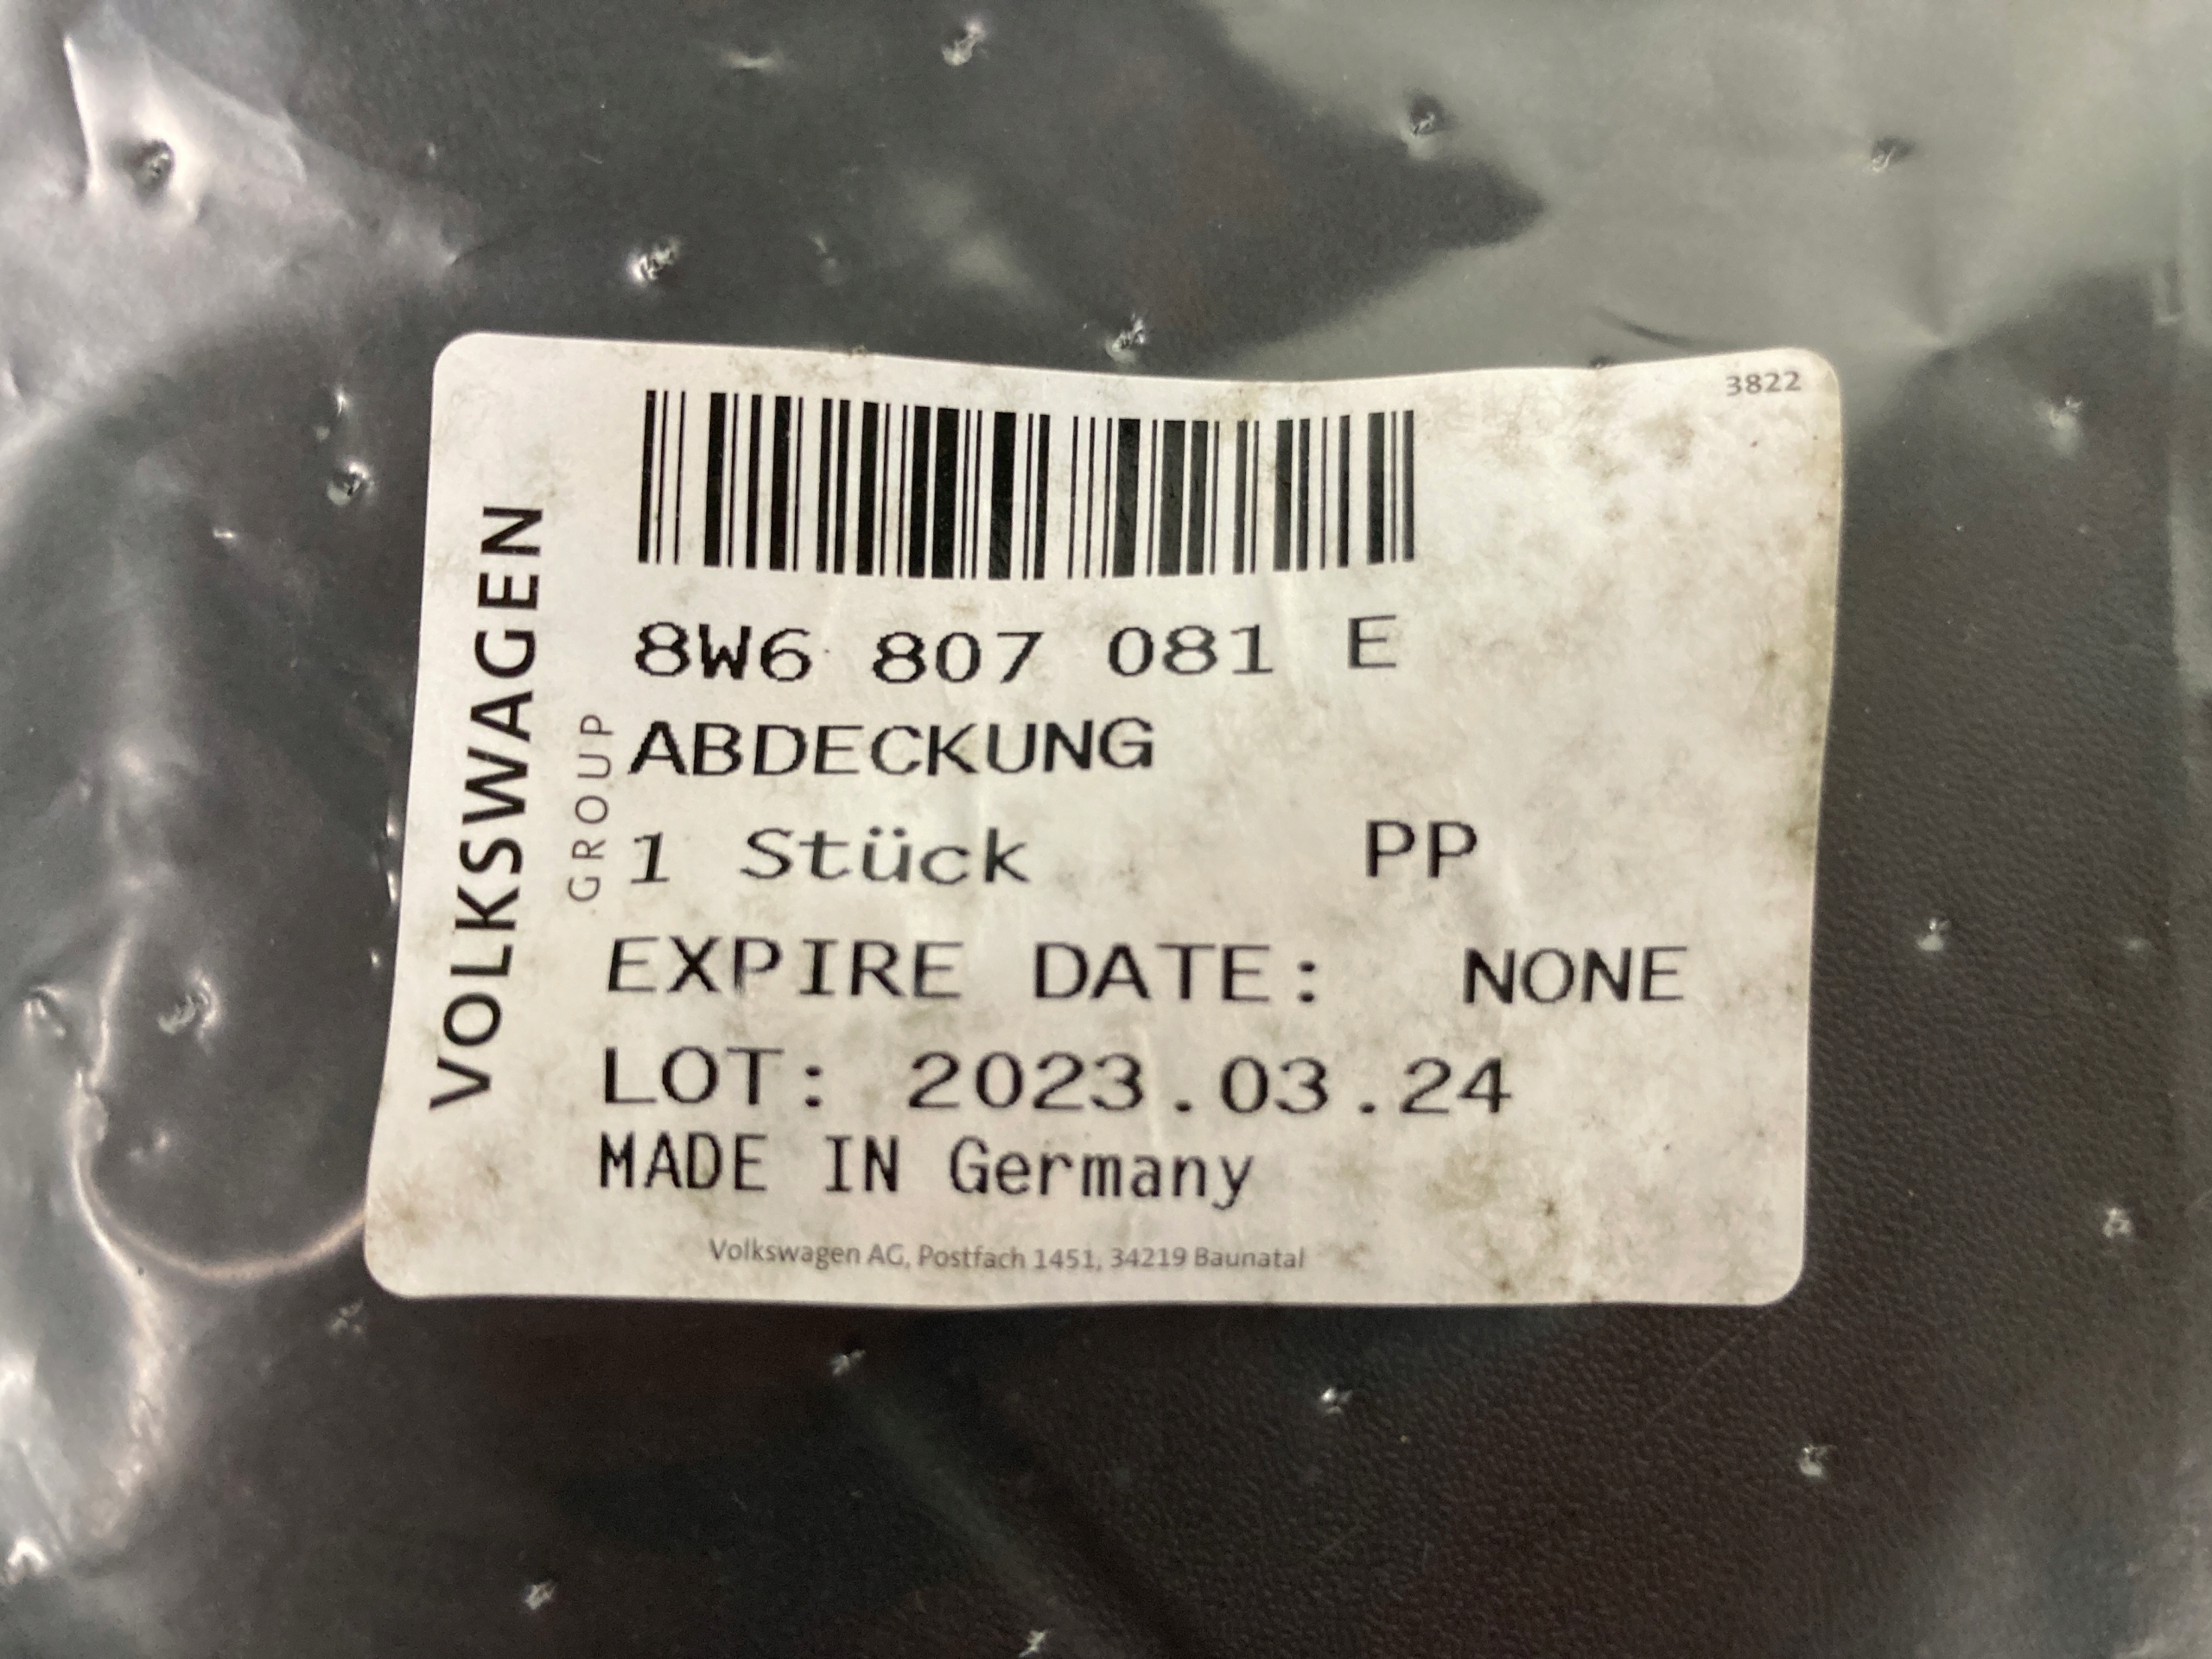 3822
8W6 807 081 E
ABDECKUNG
1 Stück PP
EXPIRE DATE: NONE
LOT: 2023.03.24
MADE IN Germany
Volkswagen AG, Postfach 1451, 34219 Baunatal
VOLKSWAGEN
GROUP